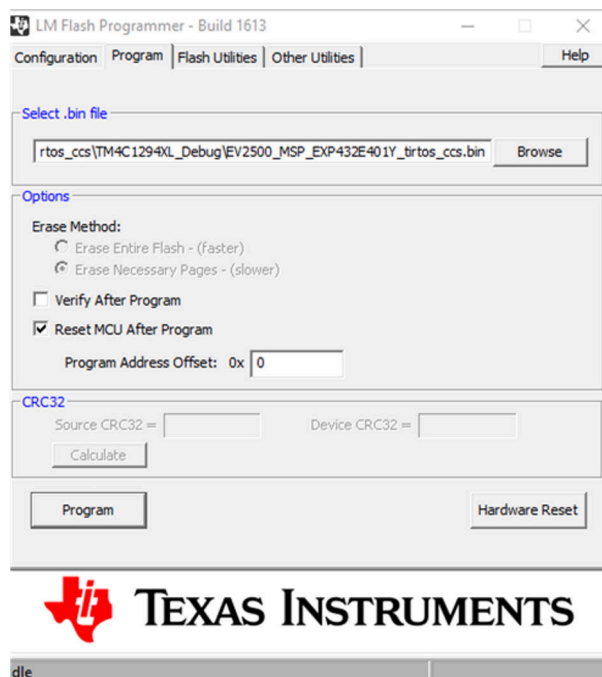 LM Flash Programmer - Build 1613
Configuration Program Flash Utilities Other Utilities Help
Select .bin file
rtos_ccs\TM4C1294XL_Debug\EV2500_MSP_EXP432E401Y_tirtos_ccs.bin Browse
Options
Erase Method:
Erase Entire Flash - (faster)
Erase Necessary Pages - (slower)
Verify After Program
Reset MCU After Program
Program Address Offset: 0x 0
CRC32
Source CRC32 = Device CRC32 =
Calculate
Program Hardware Reset
TEXAS INSTRUMENTS
dle